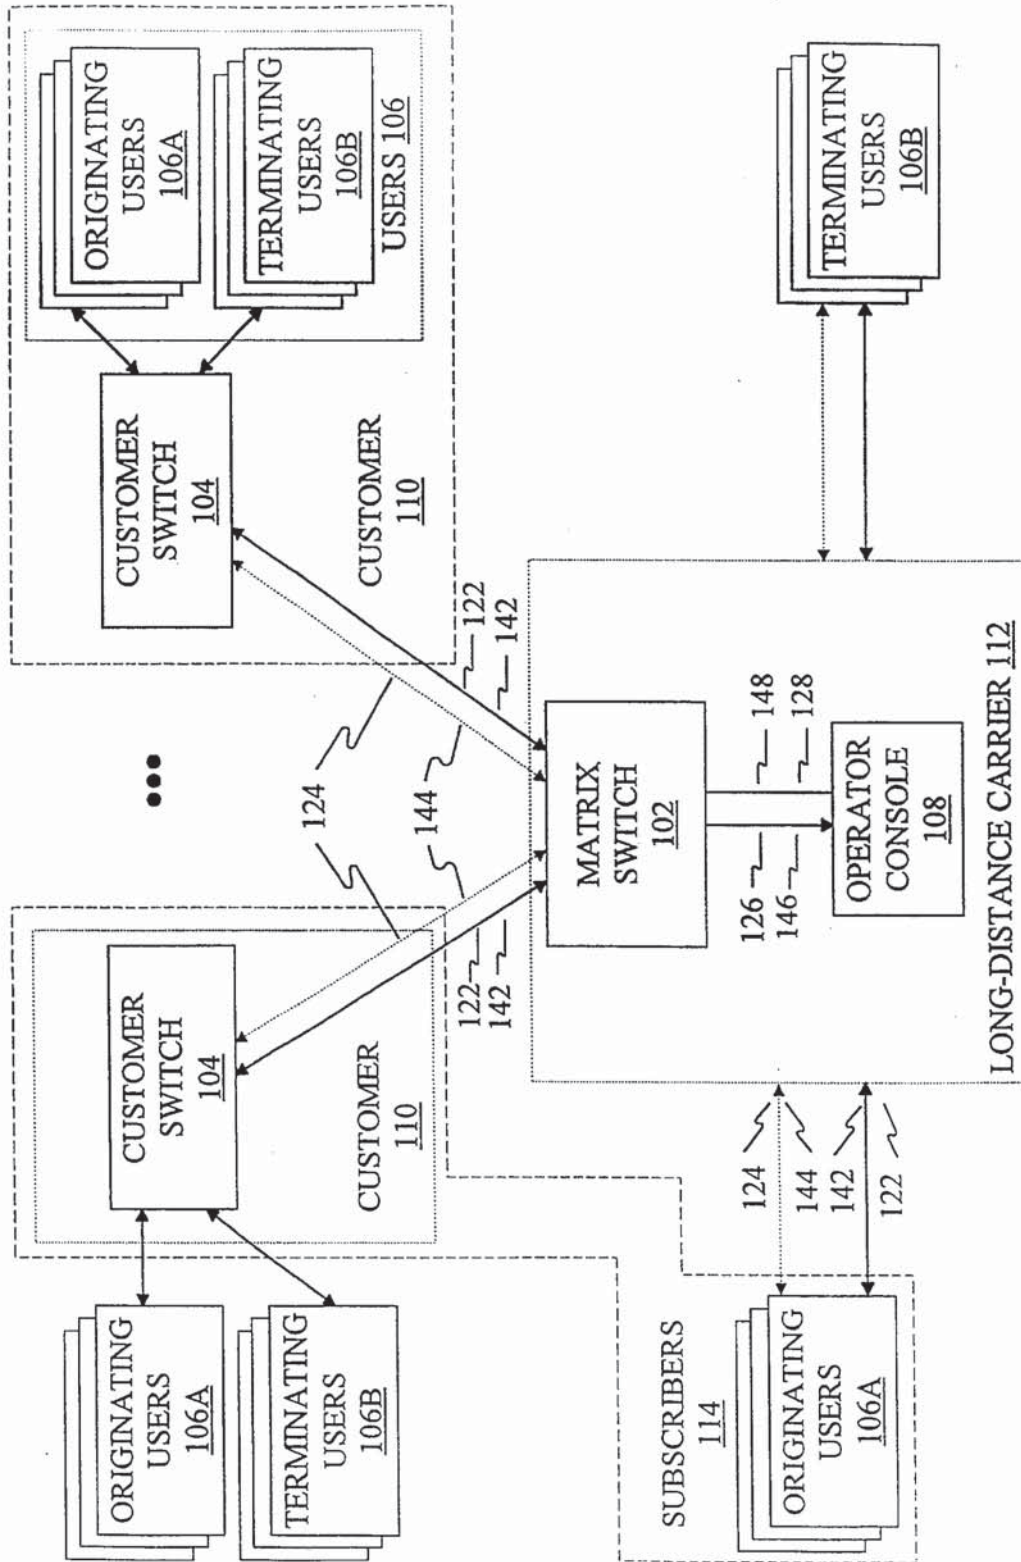 ORIGINATING
USERS
106A
TERMINATING
USERS
106B
CUSTOMER
SWITCH
104
CUSTOMER
110
CUSTOMER
SWITCH
104
CUSTOMER
110
ORIGINATING
USERS
106A
TERMINATING
USERS
106B
USERS 106
•••
124
144
122
142
122
142
SUBSCRIBERS
114
ORIGINATING
USERS
106A
124
144
142
122
MATRIX
SWITCH
102
126
146
148
128
OPERATOR
CONSOLE
108
LONG-DISTANCE CARRIER 112
TERMINATING
USERS
106B